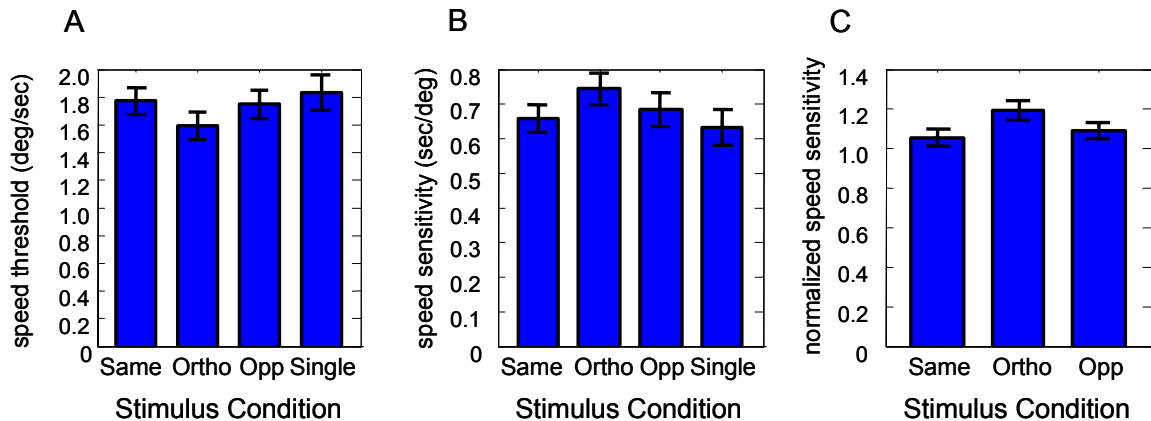 A
speed threshold (deg/sec)
2.0
1.8
1.6
1.4
1.2
1.0
0.8
0.6
0.4
0.2
0
Same Ortho Opp Single
Stimulus Condition
B
speed sensitivity (sec/deg)
0.8
0.7
0.6
0.5
0.4
0.3
0.2
0.1
0
Same Ortho Opp Single
Stimulus Condition
C
normalized speed sensitivity
1.4
1.2
1.0
0.8
0.6
0.4
0.2
0
Same Ortho Opp
Stimulus Condition